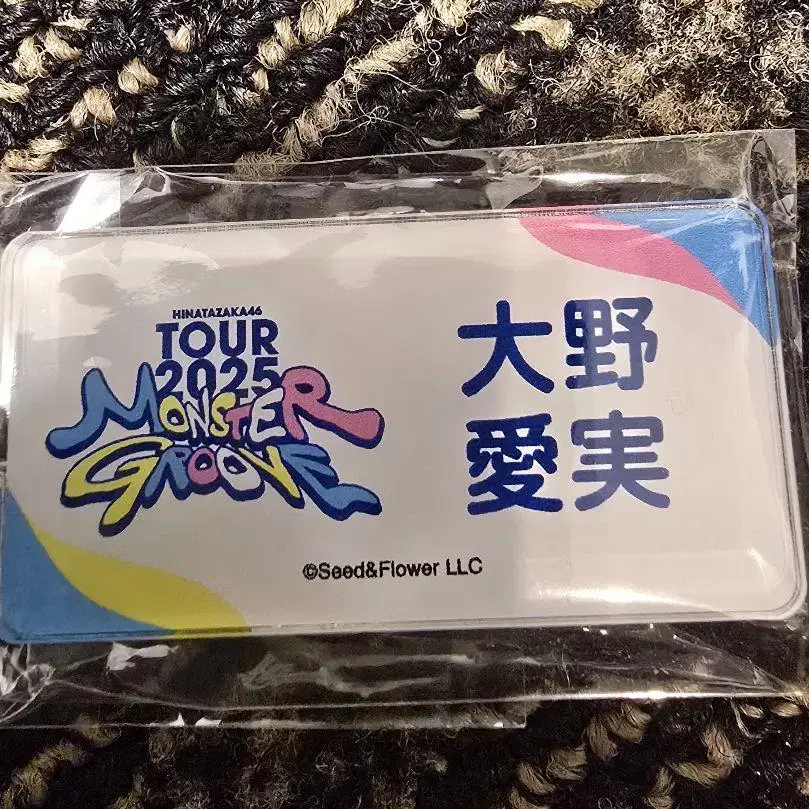 HINATAZAKA46
TOUR
2025
MONSTER
GROOVE
大野
愛実
©Seed&Flower LLC